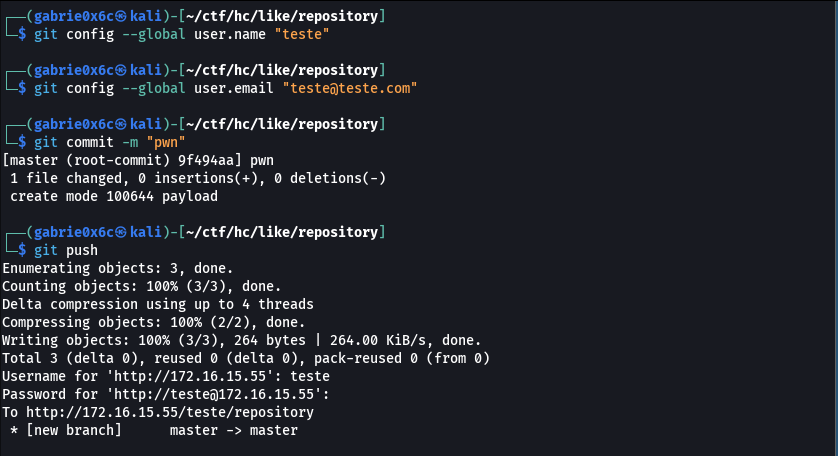 ┌──(gabrie0x6c㉿kali)-[~/ctf/hc/like/repository]
└─$ git config --global user.name "teste"
┌──(gabrie0x6c㉿kali)-[~/ctf/hc/like/repository]
└─$ git config --global user.email "teste@teste.com"
┌──(gabrie0x6c㉿kali)-[~/ctf/hc/like/repository]
└─$ git commit -m "pwn"
[master (root-commit) 9f494aa] pwn
 1 file changed, 0 insertions(+), 0 deletions(-)
 create mode 100644 payload
┌──(gabrie0x6c㉿kali)-[~/ctf/hc/like/repository]
└─$ git push
Enumerating objects: 3, done.
Counting objects: 100% (3/3), done.
Delta compression using up to 4 threads
Compressing objects: 100% (2/2), done.
Writing objects: 100% (3/3), 264 bytes | 264.00 KiB/s, done.
Total 3 (delta 0), reused 0 (delta 0), pack-reused 0 (from 0)
Username for 'http://172.16.15.55': teste
Password for 'http://teste@172.16.15.55':
To http://172.16.15.55/teste/repository
 * [new branch]      master -> master